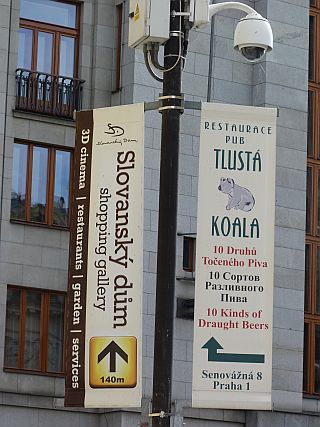 3D cinema | restaurants | garden | services
Slovanský Dům
Slovanský dům
shopping gallery
140m
RESTAURACE
PUB
TLUSTÁ
KOALA
10 Druhů
Točeného Piva
10 Сортов
Разливного
Пива
10 Kinds of
Draught Beers
Senovážná 8
Praha 1
TLUSTÁ